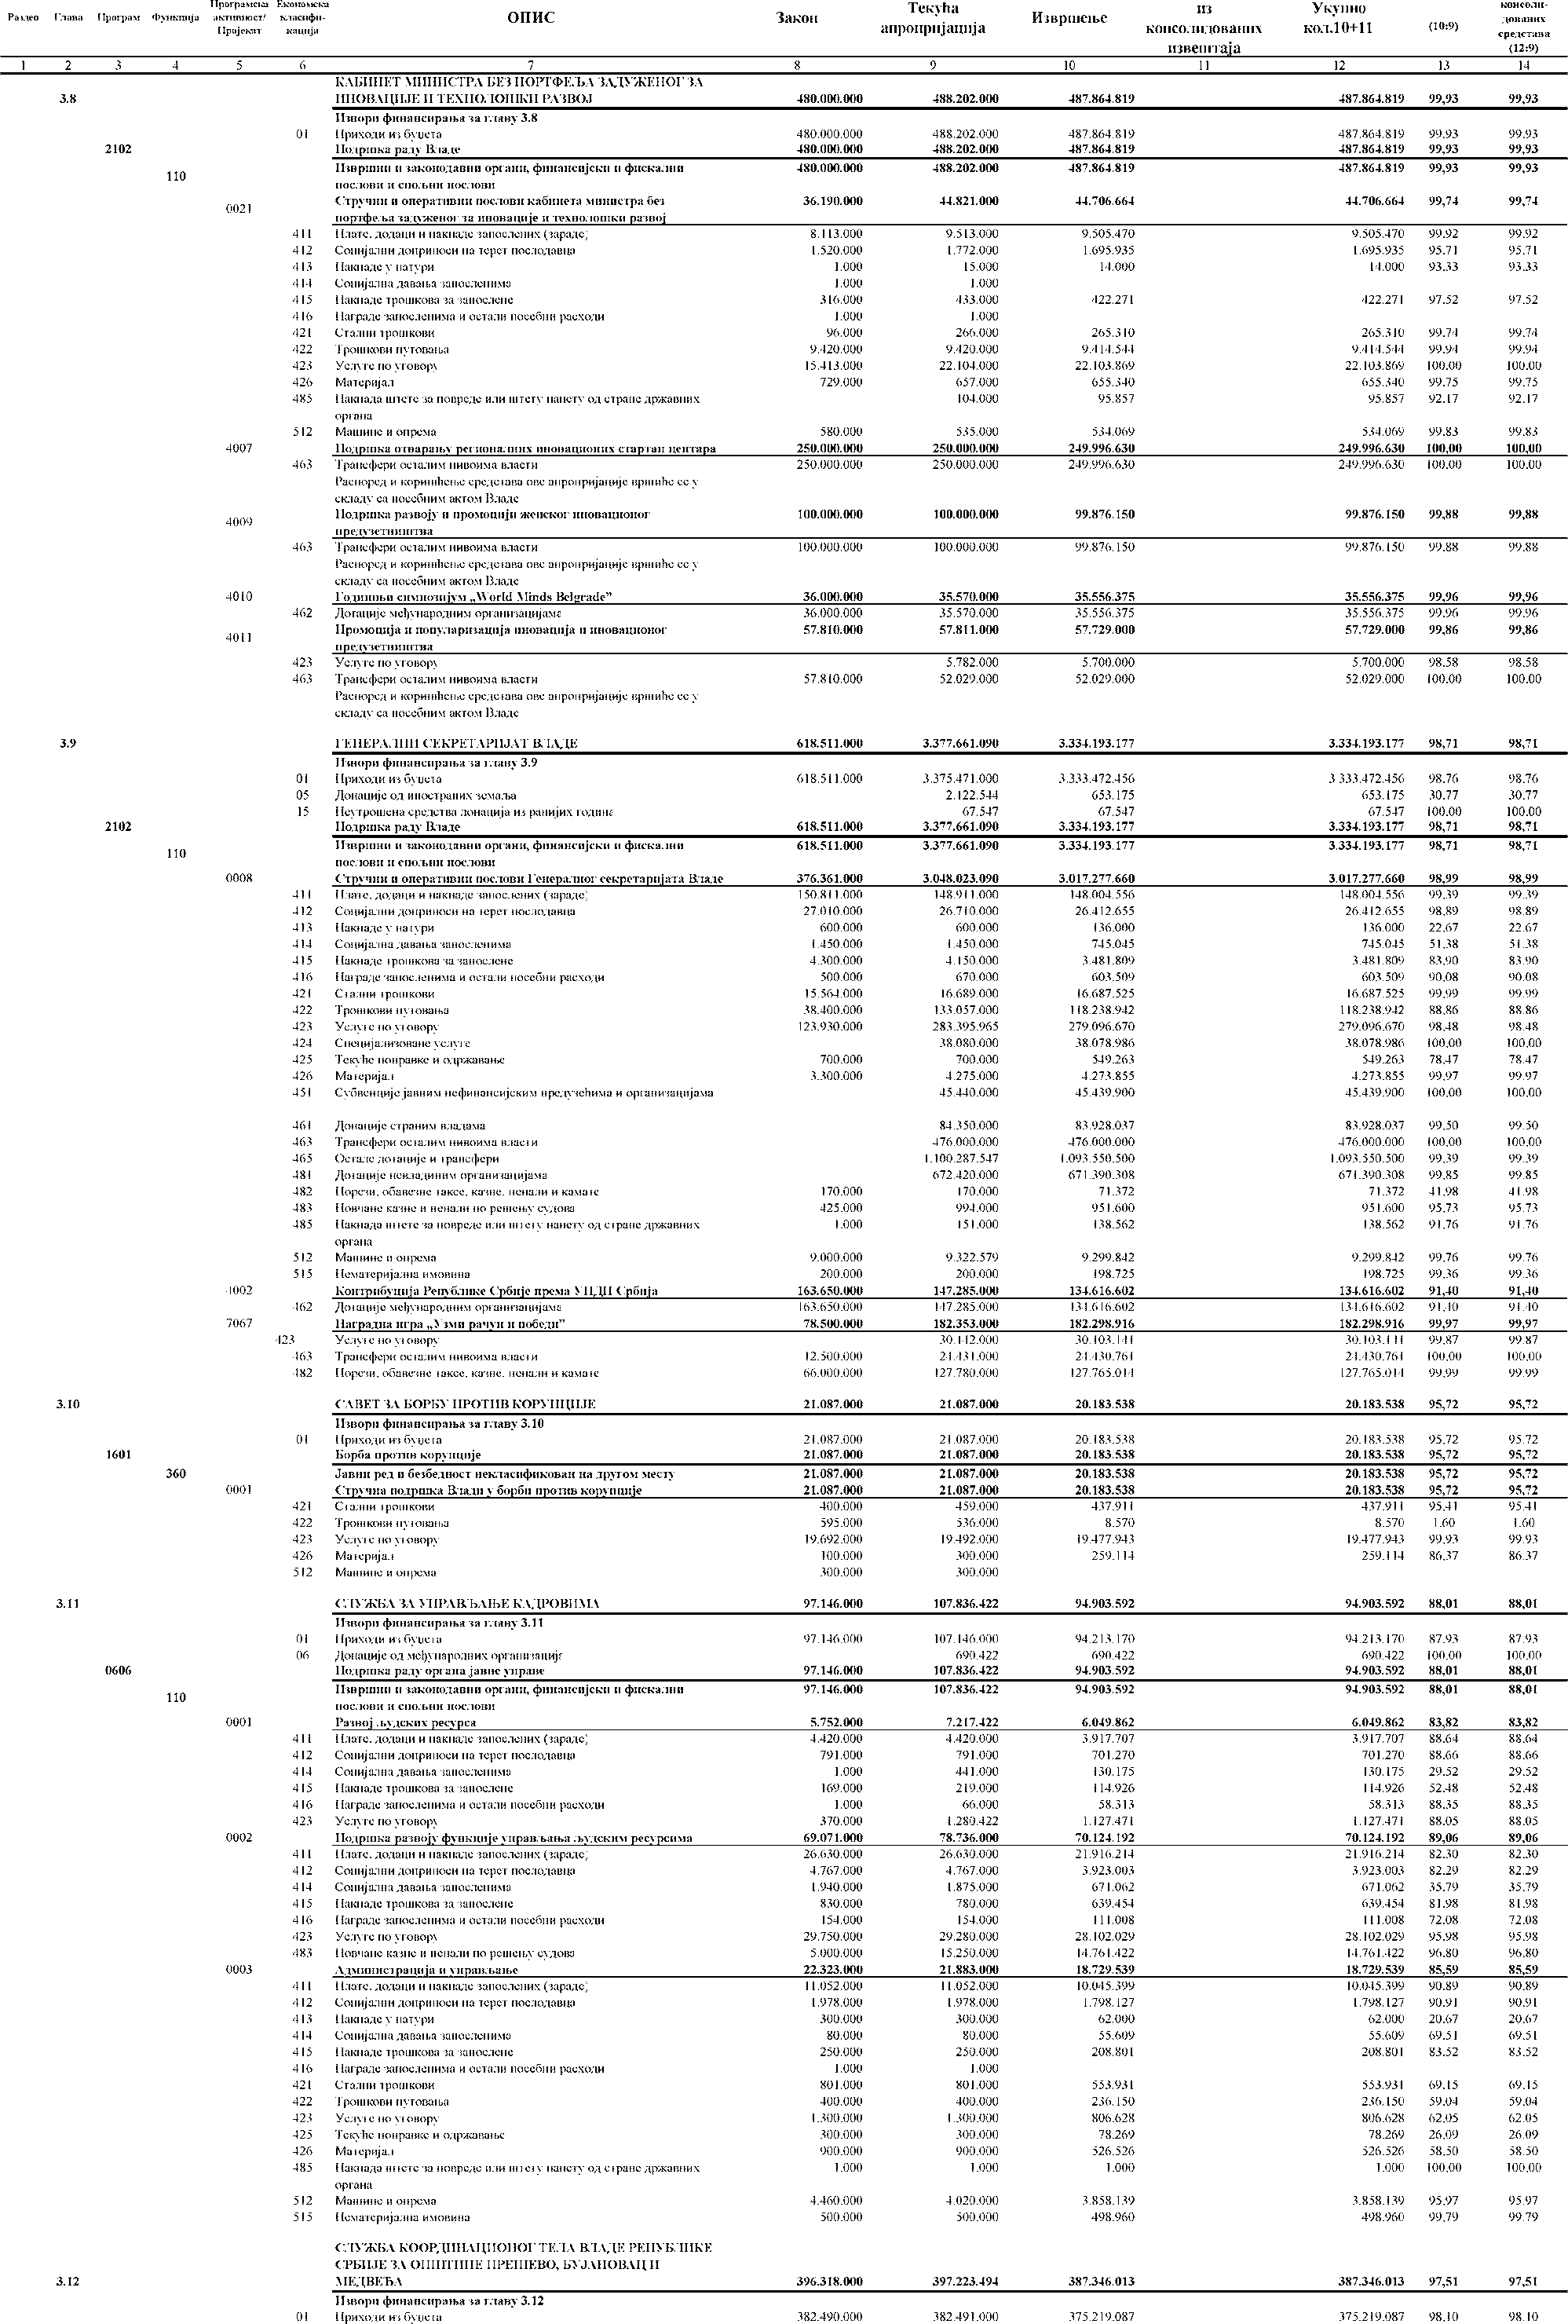 Раздео Глава Програм Функција Програмска активност/ Пројекат Економска класифи- кација ОПИС Закон Текућа апропријација Извршење из консолидованих извештаја Укупно кол.10+11 (10:9) консоли- дованих средстава (12:9)
1 2 3 4 5 6 7 8 9 10 11 12 13 14
КАБИНЕТ МИНИСТРА БЕЗ ПОРТФЕЉА ЗАДУЖЕНОГ ЗА
3.8 ИНОВАЦИЈЕ И ТЕХНОЛОШКИ РАЗВОЈ 480.000.000 488.202.000 487.864.819 487.864.819 99,93 99,93
Извори финансирања за главу 3.8
01 Приходи из буџета 480.000.000 488.202.000 487.864.819 487.864.819 99,93 99,93
2102 Подршка раду Владе 480.000.000 488.202.000 487.864.819 487.864.819 99,93 99,93
110 Извршни и законодавни органи, финансијски и фискални 480.000.000 488.202.000 487.864.819 487.864.819 99,93 99,93
послови и спољни послови
0021 Стручни и оперативни послови кабинета министра без 36.190.000 44.821.000 44.706.664 44.706.664 99,74 99,74
портфеља задуженог за иновације и технолошки развој
411 Плате, додаци и накнаде запослених (зараде) 8.113.000 9.513.000 9.505.470 9.505.470 99,92 99,92
412 Социјални доприноси на терет послодавца 1.520.000 1.772.000 1.695.935 1.695.935 95,71 95,71
413 Накнаде у натури 1.000 15.000 14.000 14.000 93,33 93,33
414 Социјална давања запосленима 1.000 1.000
415 Накнаде трошкова за запослене 316.000 433.000 422.271 422.271 97,52 97,52
416 Награде запосленима и остали посебни расходи 1.000 1.000
421 Стални трошкови 96.000 266.000 265.310 265.310 99,74 99,74
422 Трошкови путовања 9.420.000 9.420.000 9.414.544 9.414.544 99,94 99,94
423 Услуге по уговору 15.413.000 22.104.000 22.103.869 22.103.869 100,00 100,00
426 Материјал 729.000 657.000 655.340 655.340 99,75 99,75
485 Накнада штете за повреде или штету нанету од стране државних 104.000 95.857 95.857 92,17 92,17
органа
512 Машине и опрема 580.000 535.000 534.069 534.069 99,83 99,83
4007 Подршка отварању регионалних иновационих стартап центара 250.000.000 250.000.000 249.996.630 249.996.630 100,00 100,00
463 Трансфери осталим нивоима власти 250.000.000 250.000.000 249.996.630 249.996.630 100,00 100,00
Распоред и коришћење средстава ове апропријације вршиће се у
складу са посебним актом Владе
4009 Подршка развоју и промоцији женског иновационог 100.000.000 100.000.000 99.876.150 99.876.150 99,88 99,88
предузетништва
463 Трансфери осталим нивоима власти 100.000.000 100.000.000 99.876.150 99.876.150 99,88 99,88
Распоред и коришћење средстава ове апропријације вршиће се у
складу са посебним актом Владе
4010 Годишњи симпозијум „World Minds Belgrade” 36.000.000 35.570.000 35.556.375 35.556.375 99,96 99,96
462 Дотације међународним организацијама 36.000.000 35.570.000 35.556.375 35.556.375 99,96 99,96
4011 Промоција и популаризација иновација и иновационог 57.810.000 57.811.000 57.729.000 57.729.000 99,86 99,86
предузетништва
423 Услуге по уговору 5.782.000 5.700.000 5.700.000 98,58 98,58
463 Трансфери осталим нивоима власти 57.810.000 52.029.000 52.029.000 52.029.000 100,00 100,00
Распоред и коришћење средстава ове апропријације вршиће се у
складу са посебним актом Владе
3.9 ГЕНЕРАЛНИ СЕКРЕТАРИЈАТ ВЛАДЕ 618.511.000 3.377.661.090 3.334.193.177 3.334.193.177 98,71 98,71
Извори финансирања за главу 3.9
01 Приходи из буџета 618.511.000 3.375.471.000 3.333.472.456 3.333.472.456 98,76 98,76
05 Донације од иностраних земаља 2.122.544 653.175 653.175 30,77 30,77
15 Неутрошена средства донација из ранијих година 67.547 67.547 67.547 100,00 100,00
2102 Подршка раду Владе 618.511.000 3.377.661.090 3.334.193.177 3.334.193.177 98,71 98,71
110 Извршни и законодавни органи, финансијски и фискални 618.511.000 3.377.661.090 3.334.193.177 3.334.193.177 98,71 98,71
послови и спољни послови
0008 Стручни и оперативни послови Генералног секретаријата Владе 376.361.000 3.048.023.090 3.017.277.660 3.017.277.660 98,99 98,99
411 Плате, додаци и накнаде запослених (зараде) 150.811.000 148.911.000 148.004.556 148.004.556 99,39 99,39
412 Социјални доприноси на терет послодавца 27.010.000 26.710.000 26.412.655 26.412.655 98,89 98,89
413 Накнаде у натури 600.000 600.000 136.000 136.000 22,67 22,67
414 Социјална давања запосленима 1.450.000 1.450.000 745.045 745.045 51,38 51,38
415 Накнаде трошкова за запослене 4.300.000 4.150.000 3.481.809 3.481.809 83,90 83,90
416 Награде запосленима и остали посебни расходи 500.000 670.000 603.509 603.509 90,08 90,08
421 Стални трошкови 15.564.000 16.689.000 16.687.525 16.687.525 99,99 99,99
422 Трошкови путовања 38.400.000 133.057.000 118.238.942 118.238.942 88,86 88,86
423 Услуге по уговору 123.930.000 283.395.965 279.096.670 279.096.670 98,48 98,48
424 Специјализоване услуге 38.080.000 38.078.986 38.078.986 100,00 100,00
425 Текуће поправке и одржавање 700.000 700.000 549.263 549.263 78,47 78,47
426 Материјал 3.300.000 4.275.000 4.273.855 4.273.855 99,97 99,97
451 Субвенције јавним нефинансијским предузећима и организацијама 45.440.000 45.439.900 45.439.900 100,00 100,00
461 Донације страним владама 84.350.000 83.928.037 83.928.037 99,50 99,50
463 Трансфери осталим нивоима власти 476.000.000 476.000.000 476.000.000 100,00 100,00
465 Остале дотације и трансфери 1.100.287.547 1.093.550.500 1.093.550.500 99,39 99,39
481 Дотације невладиним организацијама 672.420.000 671.390.308 671.390.308 99,85 99,85
482 Порези, обавезне таксе, казне, пенали и камате 170.000 170.000 71.372 71.372 41,98 41,98
483 Новчане казне и пенали по решењу судова 425.000 994.000 951.600 951.600 95,73 95,73
485 Накнада штете за повреде или штету нанету од стране државних 1.000 151.000 138.562 138.562 91,76 91,76
органа
512 Машине и опрема 9.000.000 9.322.579 9.299.842 9.299.842 99,76 99,76
515 Нематеријална имовина 200.000 200.000 198.725 198.725 99,36 99,36
4002 Контрибуција Републике Србије према УНДП Србија 163.650.000 147.285.000 134.616.602 134.616.602 91,40 91,40
462 Дотације међународним организацијама 163.650.000 147.285.000 134.616.602 134.616.602 91,40 91,40
7067 Наградна игра „Узми рачун и победи” 78.500.000 182.353.000 182.298.916 182.298.916 99,97 99,97
423 Услуге по уговору 30.142.000 30.103.141 30.103.141 99,87 99,87
463 Трансфери осталим нивоима власти 12.500.000 24.431.000 24.430.761 24.430.761 100,00 100,00
482 Порези, обавезне таксе, казне, пенали и камате 66.000.000 127.780.000 127.765.014 127.765.014 99,99 99,99
3.10 САВЕТ ЗА БОРБУ ПРОТИВ КОРУПЦИЈЕ 21.087.000 21.087.000 20.183.538 20.183.538 95,72 95,72
Извори финансирања за главу 3.10
01 Приходи из буџета 21.087.000 21.087.000 20.183.538 20.183.538 95,72 95,72
1601 Борба против корупције 21.087.000 21.087.000 20.183.538 20.183.538 95,72 95,72
360 Јавни ред и безбедност некласификован на другом месту 21.087.000 21.087.000 20.183.538 20.183.538 95,72 95,72
0001 Стручна подршка Влади у борби против корупције 21.087.000 21.087.000 20.183.538 20.183.538 95,72 95,72
421 Стални трошкови 400.000 459.000 437.911 437.911 95,41 95,41
422 Трошкови путовања 595.000 536.000 8.570 8.570 1,60 1,60
423 Услуге по уговору 19.692.000 19.492.000 19.477.943 19.477.943 99,93 99,93
426 Материјал 100.000 300.000 259.114 259.114 86,37 86,37
512 Машине и опрема 300.000 300.000
3.11 СЛУЖБА ЗА УПРАВЉАЊЕ КАДРОВИМА 97.146.000 107.836.422 94.903.592 94.903.592 88,01 88,01
Извори финансирања за главу 3.11
01 Приходи из буџета 97.146.000 107.146.000 94.213.170 94.213.170 87,93 87,93
06 Донације од међународних организација 690.422 690.422 690.422 100,00 100,00
0606 Подршка раду органа јавне управе 97.146.000 107.836.422 94.903.592 94.903.592 88,01 88,01
110 Извршни и законодавни органи, финансијски и фискални 97.146.000 107.836.422 94.903.592 94.903.592 88,01 88,01
послови и спољни послови
0001 Развој људских ресурса 5.752.000 7.217.422 6.049.862 6.049.862 83,82 83,82
411 Плате, додаци и накнаде запослених (зараде) 4.420.000 4.420.000 3.917.707 3.917.707 88,64 88,64
412 Социјални доприноси на терет послодавца 791.000 791.000 701.270 701.270 88,66 88,66
414 Социјална давања запосленима 1.000 441.000 130.175 130.175 29,52 29,52
415 Накнаде трошкова за запослене 169.000 219.000 114.926 114.926 52,48 52,48
416 Награде запосленима и остали посебни расходи 1.000 66.000 58.313 58.313 88,35 88,35
423 Услуге по уговору 370.000 1.280.422 1.127.471 1.127.471 88,05 88,05
0002 Подршка развоју функције управљања људским ресурсима 69.071.000 78.736.000 70.124.192 70.124.192 89,06 89,06
411 Плате, додаци и накнаде запослених (зараде) 26.630.000 26.630.000 21.916.214 21.916.214 82,30 82,30
412 Социјални доприноси на терет послодавца 4.767.000 4.767.000 3.923.003 3.923.003 82,29 82,29
414 Социјална давања запосленима 1.940.000 1.875.000 671.062 671.062 35,79 35,79
415 Накнаде трошкова за запослене 830.000 780.000 639.454 639.454 81,98 81,98
416 Награде запосленима и остали посебни расходи 154.000 154.000 111.008 111.008 72,08 72,08
423 Услуге по уговору 29.750.000 29.280.000 28.102.029 28.102.029 95,98 95,98
483 Новчане казне и пенали по решењу судова 5.000.000 15.250.000 14.761.422 14.761.422 96,80 96,80
0003 Администрација и управљање 22.323.000 21.883.000 18.729.539 18.729.539 85,59 85,59
411 Плате, додаци и накнаде запослених (зараде) 11.052.000 11.052.000 10.045.399 10.045.399 90,89 90,89
412 Социјални доприноси на терет послодавца 1.978.000 1.978.000 1.798.127 1.798.127 90,91 90,91
413 Накнаде у натури 300.000 300.000 62.000 62.000 20,67 20,67
414 Социјална давања запосленима 80.000 80.000 55.609 55.609 69,51 69,51
415 Накнаде трошкова за запослене 250.000 250.000 208.801 208.801 83,52 83,52
416 Награде запосленима и остали посебни расходи 1.000 1.000
421 Стални трошкови 801.000 801.000 553.931 553.931 69,15 69,15
422 Трошкови путовања 400.000 400.000 236.150 236.150 59,04 59,04
423 Услуге по уговору 1.300.000 1.300.000 806.628 806.628 62,05 62,05
425 Текуће поправке и одржавање 300.000 300.000 78.269 78.269 26,09 26,09
426 Материјал 900.000 900.000 526.526 526.526 58,50 58,50
485 Накнада штете за повреде или штету нанету од стране државних 1.000 1.000 1.000 1.000 100,00 100,00
органа
512 Машине и опрема 4.460.000 4.020.000 3.858.139 3.858.139 95,97 95,97
515 Нематеријална имовина 500.000 500.000 498.960 498.960 99,79 99,79
СЛУЖБА КООРДИНАЦИОНОГ ТЕЛА ВЛАДЕ РЕПУБЛИКЕ
СРБИЈЕ ЗА ОПШТИНЕ ПРЕШЕВО, БУЈАНОВАЦ И
3.12 МЕДВЕЂА 396.318.000 397.223.494 387.346.013 387.346.013 97,51 97,51
Извори финансирања за главу 3.12
01 Приходи из буџета 382.490.000 382.491.000 375.219.087 375.219.087 98,10 98,10